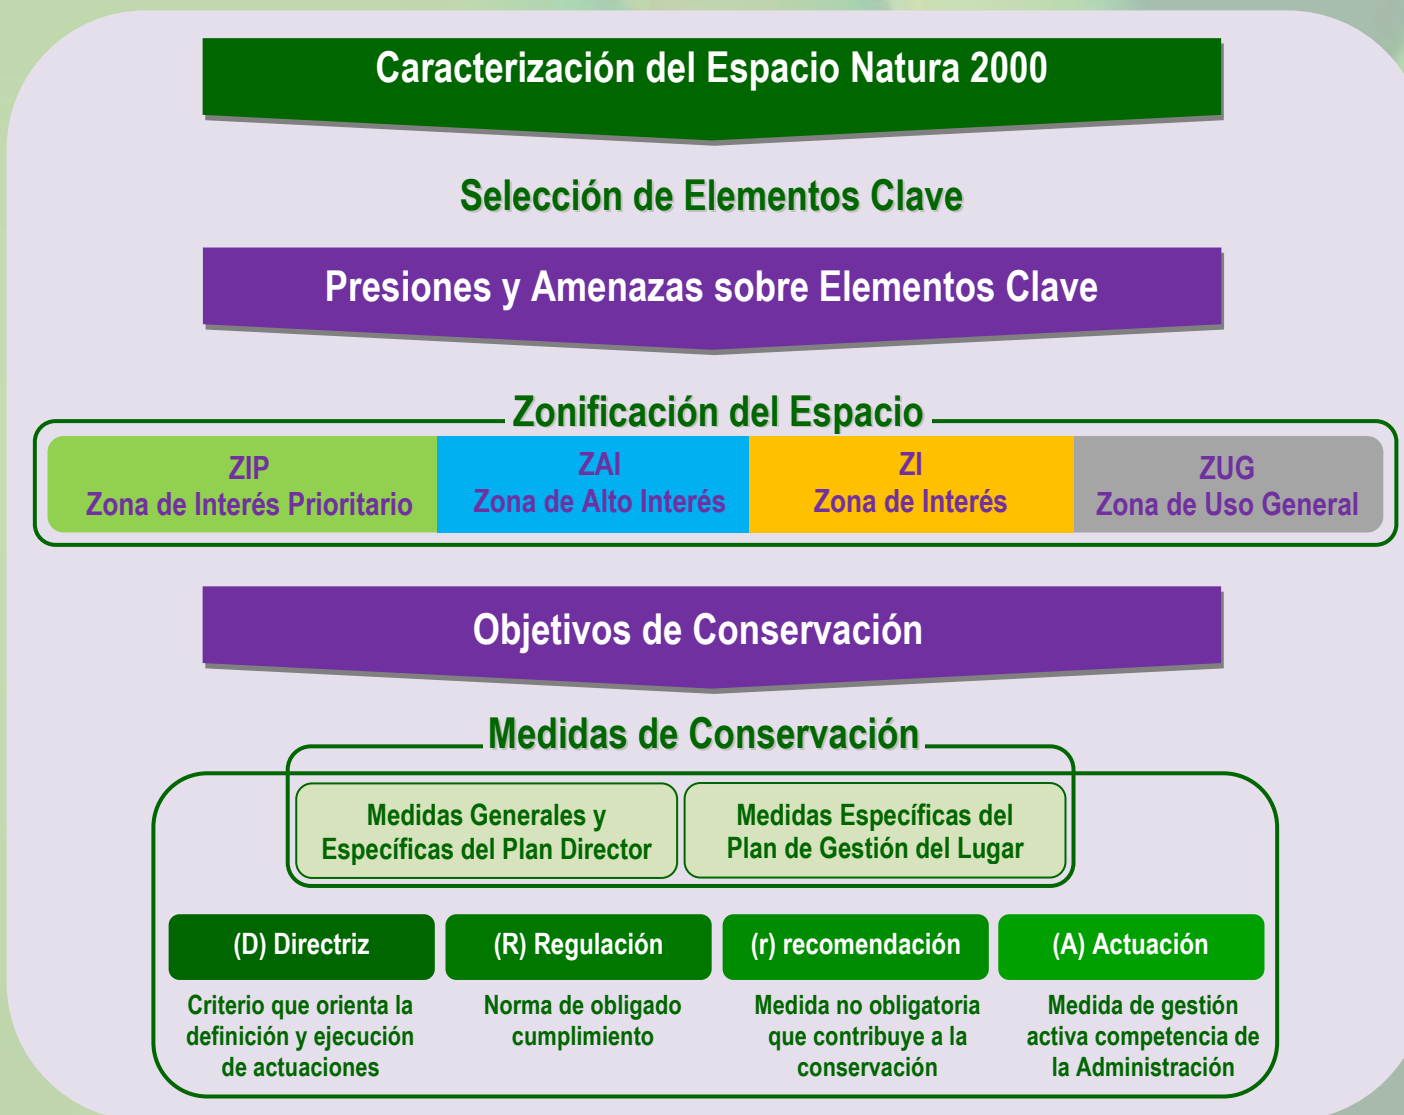 Caracterización del Espacio Natura 2000
Selección de Elementos Clave
Presiones y Amenazas sobre Elementos Clave
Zonificación del Espacio
ZIP
Zona de Interés Prioritario
ZAI
Zona de Alto Interés
ZI
Zona de Interés
ZUG
Zona de Uso General
Objetivos de Conservación
Medidas de Conservación
Medidas Generales y
Específicas del Plan Director
Medidas Específicas del
Plan de Gestión del Lugar
(D) Directriz
Criterio que orienta la
definición y ejecución
de actuaciones
(R) Regulación
Norma de obligado
cumplimiento
(r) recomendación
Medida no obligatoria
que contribuye a la
conservación
(A) Actuación
Medida de gestión
activa competencia de
la Administración